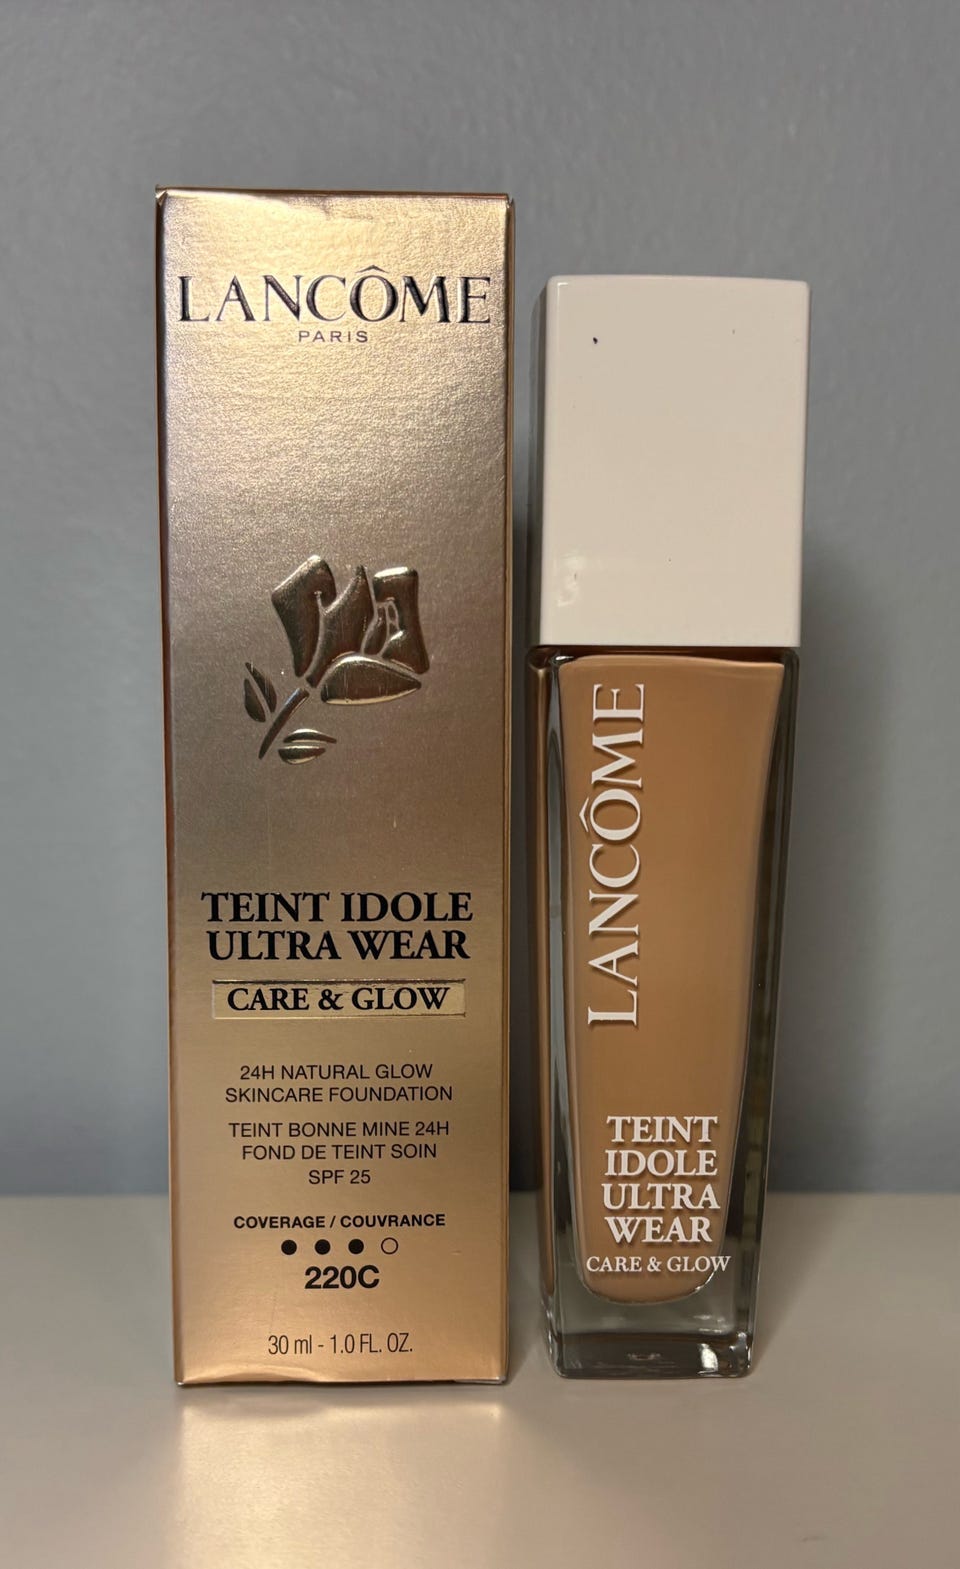 LANCÔME
PARIS
TEINT IDOLE
ULTRA WEAR
CARE & GLOW
24H NATURAL GLOW
SKINCARE FOUNDATION
TEINT BONNE MINE 24H
FOND DE TEINT SOIN
SPF 25
COVERAGE / COUVRANCE
220C
30 ml - 1.0 FL. OZ.
LANCÔME
TEINT
IDOLE
ULTRA
WEAR
CARE & GLOW